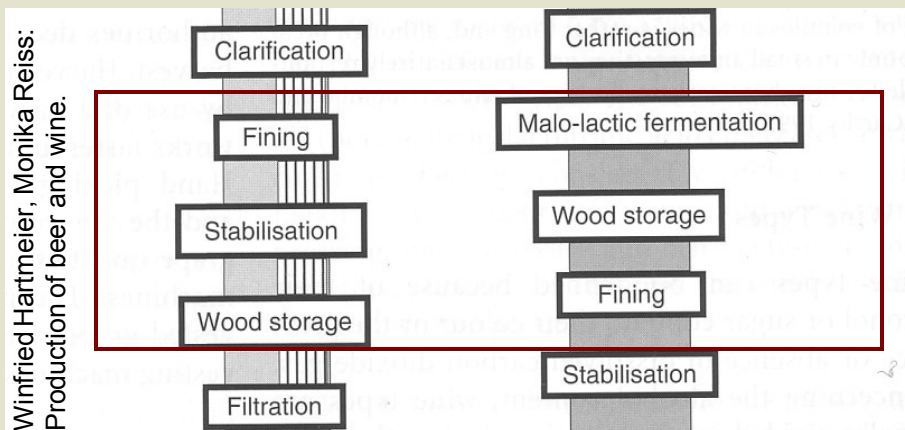 Winfried Hartmeier, Monika Reiss:
Production of beer and wine.
Clarification
Fining
Stabilisation
Wood storage
Filtration
Clarification
Malo-lactic fermentation
Wood storage
Fining
Stabilisation